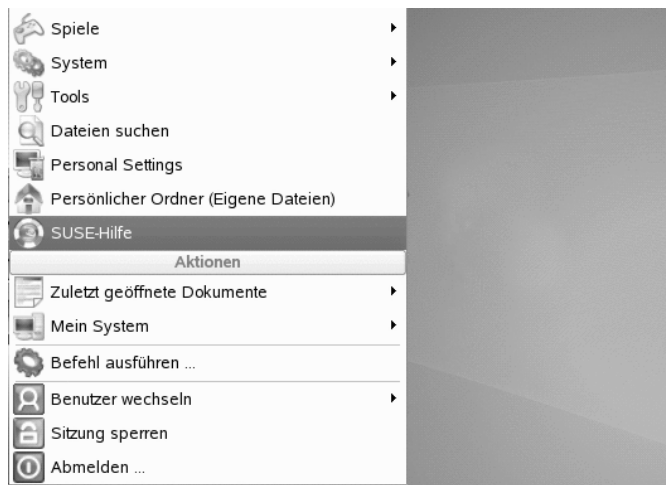 Spiele
System
Tools
Dateien suchen
Personal Settings
Persönlicher Ordner (Eigene Dateien)
SUSE-Hilfe
Aktionen
Zuletzt geöffnete Dokumente
Mein System
Befehl ausführen ...
Benutzer wechseln
Sitzung sperren
Abmelden ...